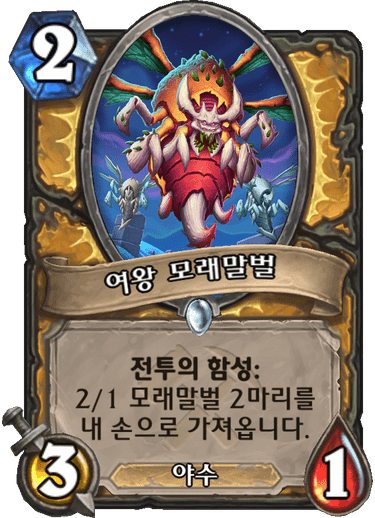 2
여왕 모래말벌
전투의 함성:
2/1 모래말벌 2마리를
내 손으로 가져옵니다.
3
야수
1